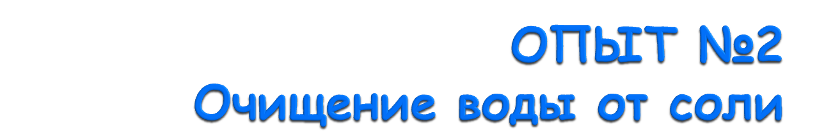 ОПЫТ №2
Очищение воды от соли